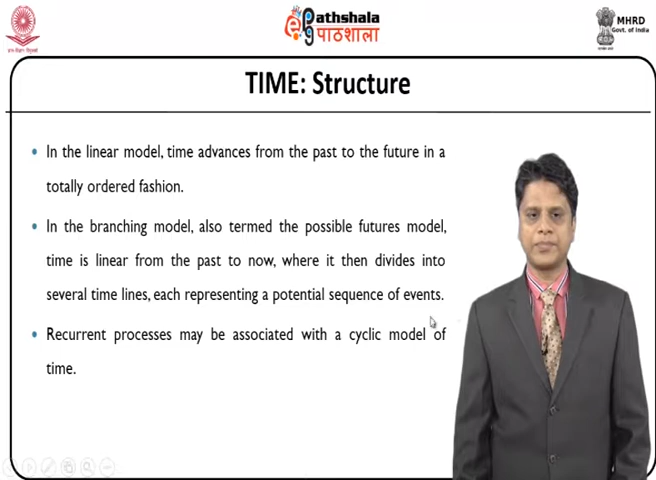 Pathshala
पाठशाला
MHRD
Govt. of India
TIME: Structure
In the linear model, time advances from the past to the future in a
totally ordered fashion.
In the branching model, also termed the possible futures model,
time is linear from the past to now, where it then divides into
several time lines, each representing a potential sequence of events.
Recurrent processes may be associated with a cyclic model of
time.